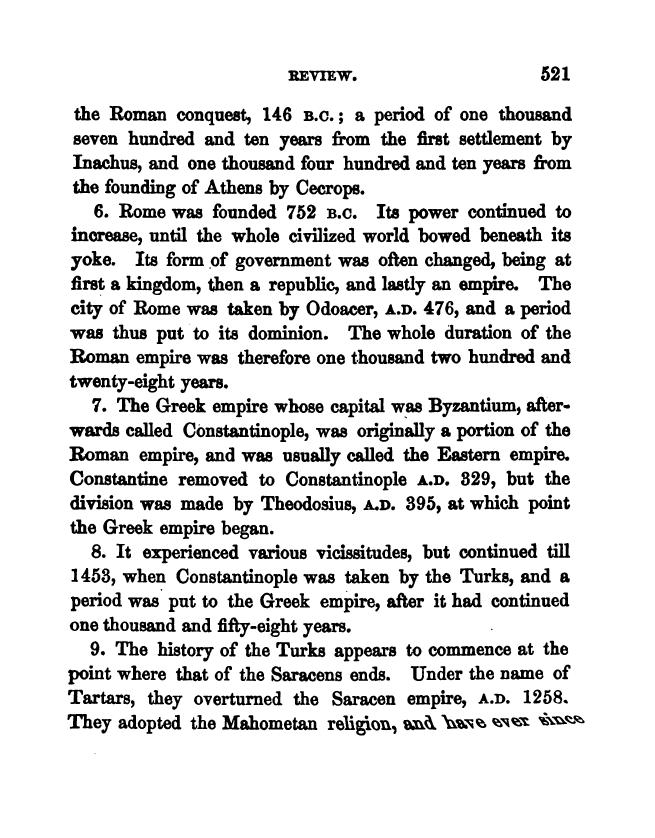 REVIEW. 521
the Roman conquest, 146 B.C.; a period of one thousand
seven hundred and ten years from the first settlement by
Inachus, and one thousand four hundred and ten years from
the founding of Athens by Cecrops.
6. Rome was founded 752 B.C. Its power continued to
increase, until the whole civilized world bowed beneath its
yoke. Its form of government was often changed, being at
first a kingdom, then a republic, and lastly an empire. The
city of Rome was taken by Odoacer, A.D. 476, and a period
was thus put to its dominion. The whole duration of the
Roman empire was therefore one thousand two hundred and
twenty-eight years.
7. The Greek empire whose capital was Byzantium, after-
wards called Constantinople, was originally a portion of the
Roman empire, and was usually called the Eastern empire.
Constantine removed to Constantinople A.D. 329, but the
division was made by Theodosius, A.D. 395, at which point
the Greek empire began.
8. It experienced various vicissitudes, but continued till
1453, when Constantinople was taken by the Turks, and a
period was put to the Greek empire, after it had continued
one thousand and fifty-eight years.
9. The history of the Turks appears to commence at the
point where that of the Saracens ends. Under the name of
Tartars, they overturned the Saracen empire, A.D. 1258.
They adopted the Mahometan religion, and have ever since